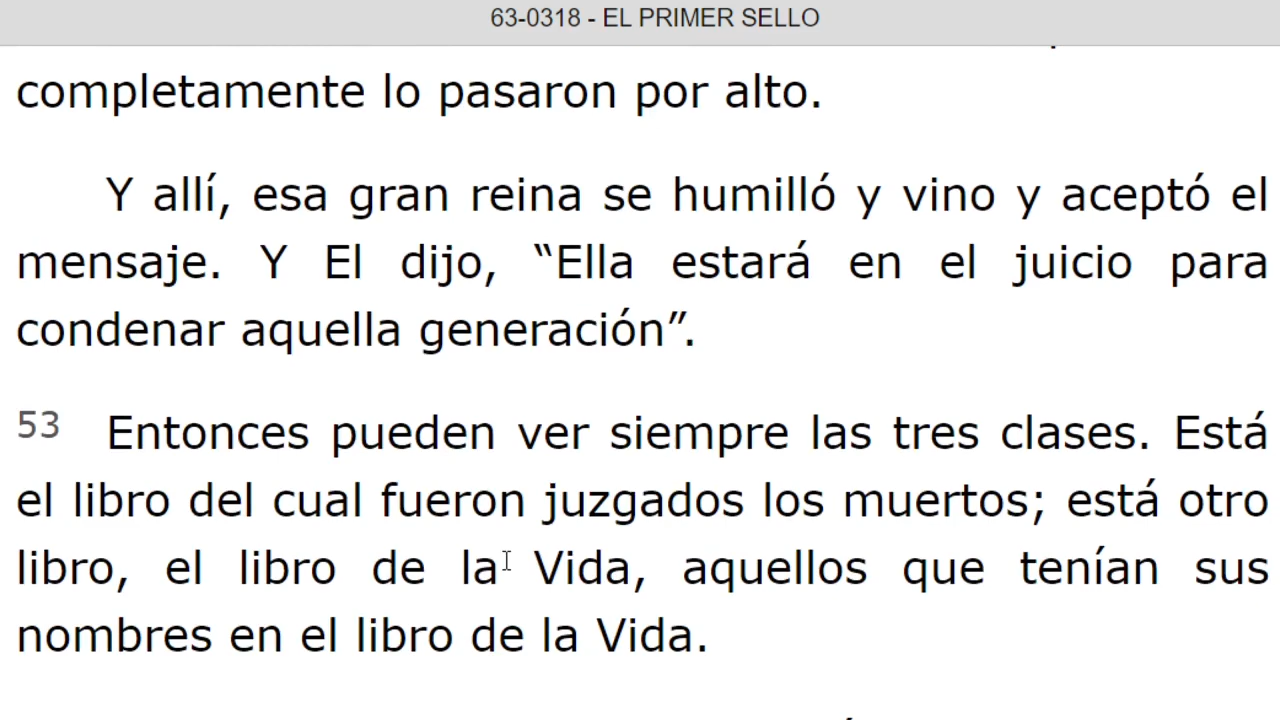 63-0318 - EL PRIMER SELLO
completamente lo pasaron por alto.
Y allí, esa gran reina se humilló y vino y aceptó el
mensaje. Y El dijo, “Ella estará en el juicio para
condenar aquella generación”.
53 Entonces pueden ver siempre las tres clases. Está
el libro del cual fueron juzgados los muertos; está otro
libro, el libro de la Vida, aquellos que tenían sus
nombres en el libro de la Vida.